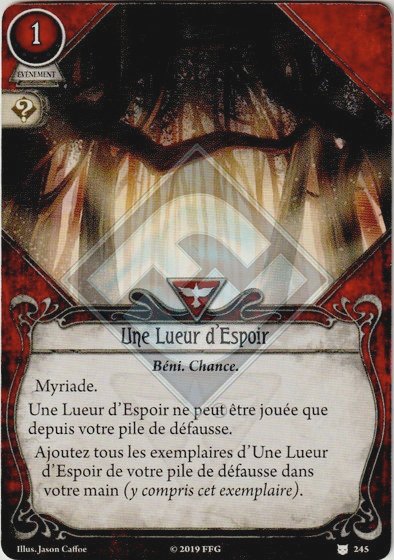 1
ÉVÉNEMENT
?
Une Lueur d'Espoir
Béni. Chance.
Myriade.
Une Lueur d'Espoir ne peut être jouée que
depuis votre pile de défausse.
Ajoutez tous les exemplaires d'Une Lueur
d'Espoir de votre pile de défausse dans
votre main (y compris cet exemplaire).
Illus. Jason Caffoe
© 2019 FFG
245